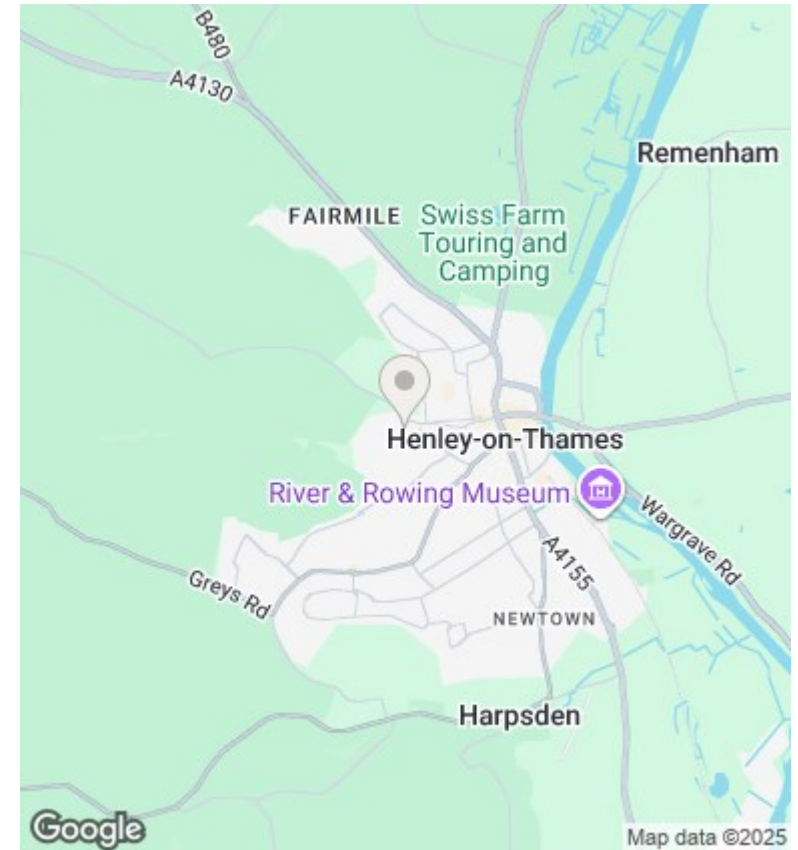 B480
A4130
Remenham
FAIRMILE
Swiss Farm
Touring and
Camping
Henley-on-Thames
River & Rowing Museum
Wargrave Rd
A4155
Greys Rd
NEWTOWN
Harpsden
Google
Map data ©2025